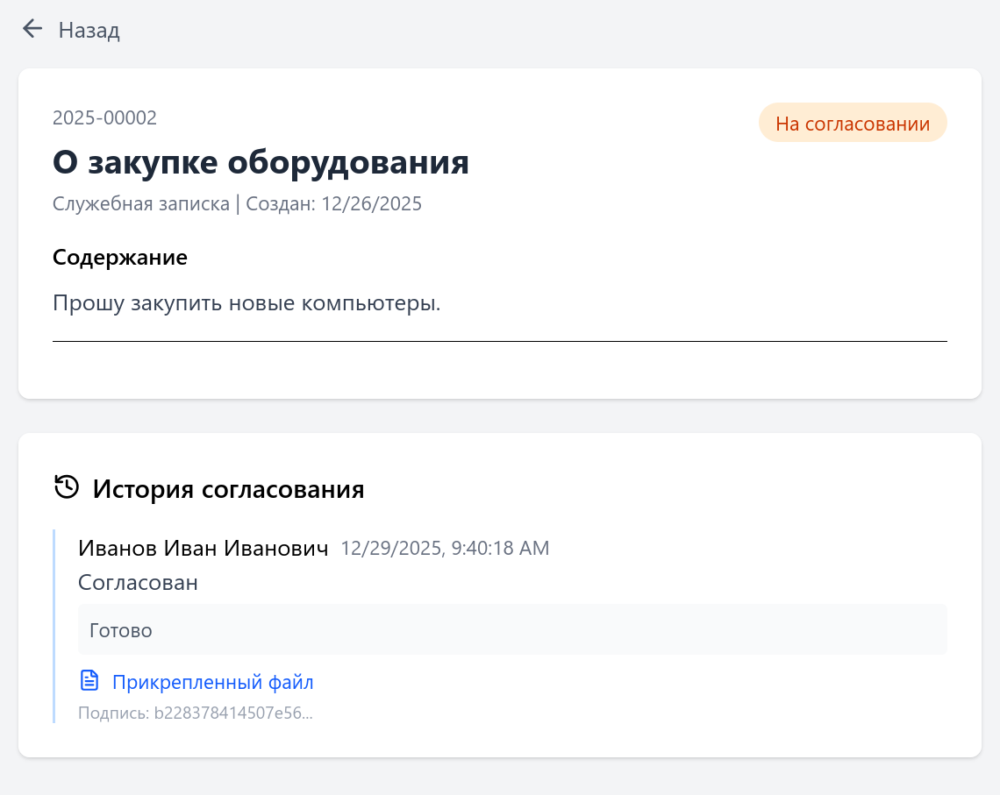 Назад
2025-00002
На согласовании
О закупке оборудования
Служебная записка | Создан: 12/26/2025
Содержание
Прошу закупить новые компьютеры.
История согласования
Иванов Иван Иванович 12/29/2025, 9:40:18 AM
Согласован
Готово
Прикрепленный файл
Подпись: b228378414507e56...